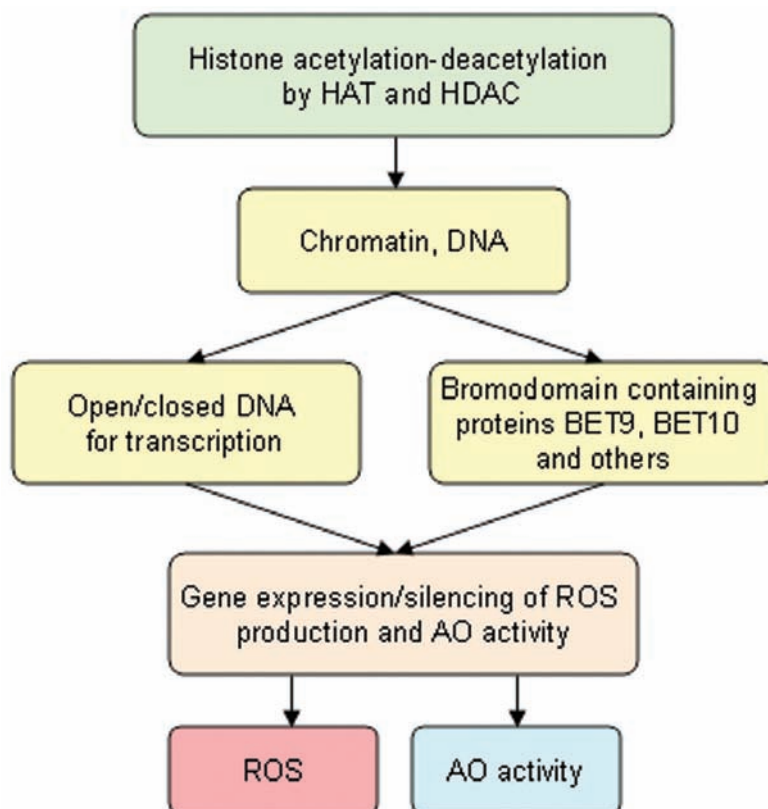 Histone acetylation-deacetylation
by HAT and HDAC
Chromatin, DNA
Open/closed DNA
for transcription
Bromodomain containing
proteins BET9, BET10
and others
Gene expression/silencing of ROS
production and AO activity
ROS
AO activity